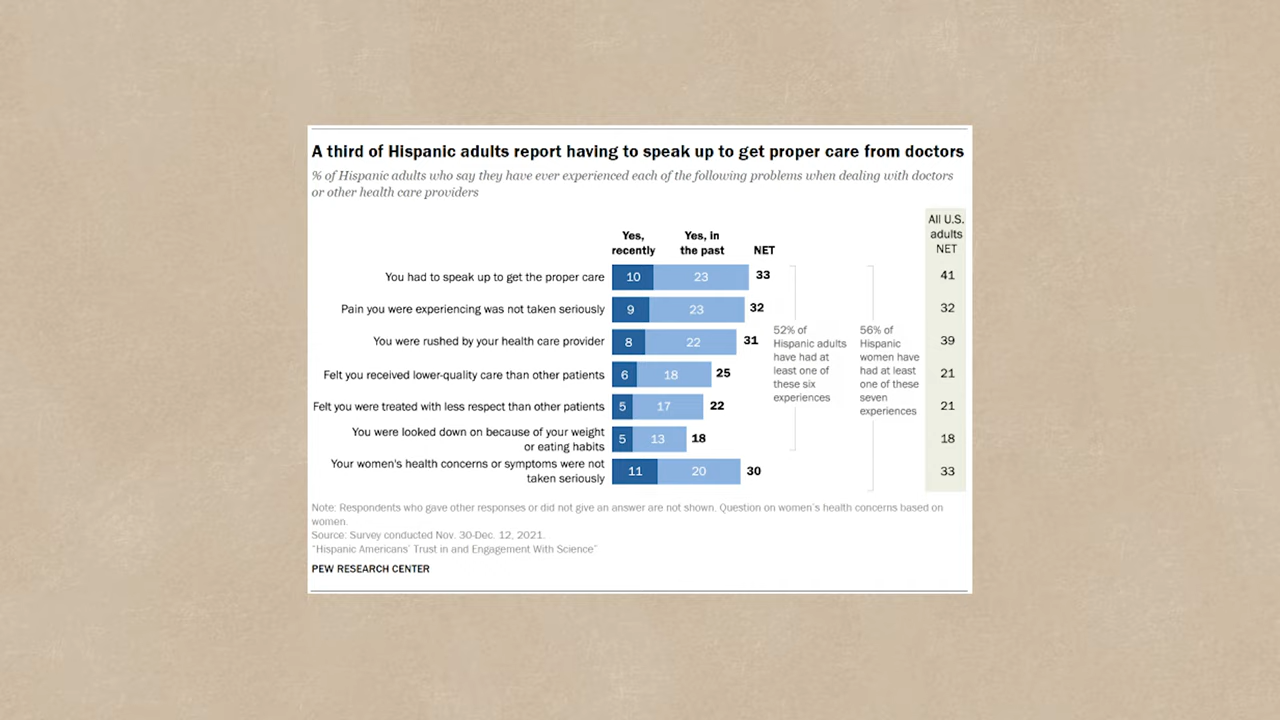 A third of Hispanic adults report having to speak up to get proper care from doctors
% of Hispanic adults who say they have ever experienced each of the following problems when dealing with doctors
or other health care providers
All U.S.
adults
NET
Yes,
recently
Yes, in
the past
NET
You had to speak up to get the proper care 10 23 33 41
Pain you were experiencing was not taken seriously 9 23 32 32
You were rushed by your health care provider 8 22 31 39
Felt you received lower-quality care than other patients 6 18 25 21
Felt you were treated with less respect than other patients 5 17 22 21
You were looked down on because of your weight
or eating habits 5 13 18 18
Your women's health concerns or symptoms were not
taken seriously 11 20 30 33
52% of
Hispanic adults
have had at
least one of
these six
experiences
56% of
Hispanic
women have
had at least
one of these
seven
experiences
Note: Respondents who gave other responses or did not give an answer are not shown. Question on women's health concerns based on
women.
Source: Survey conducted Nov. 30-Dec. 12, 2021.
"Hispanic Americans' Trust in and Engagement With Science"
PEW RESEARCH CENTER